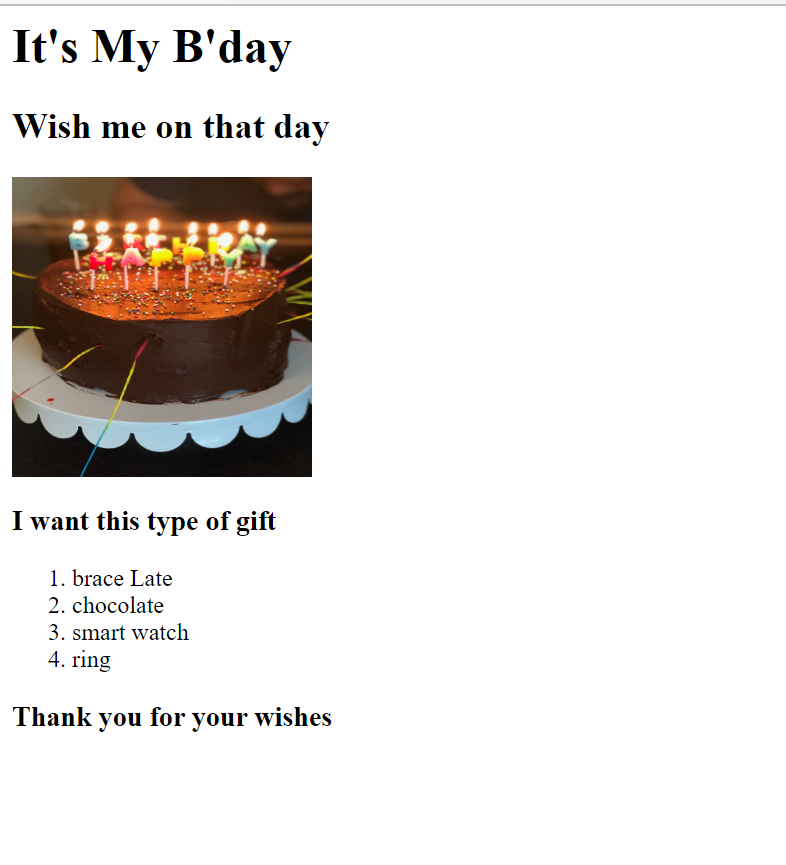 It's My B'day
Wish me on that day
HAPPY
I want this type of gift
1. brace Late
2. chocolate
3. smart watch
4. ring
Thank you for your wishes